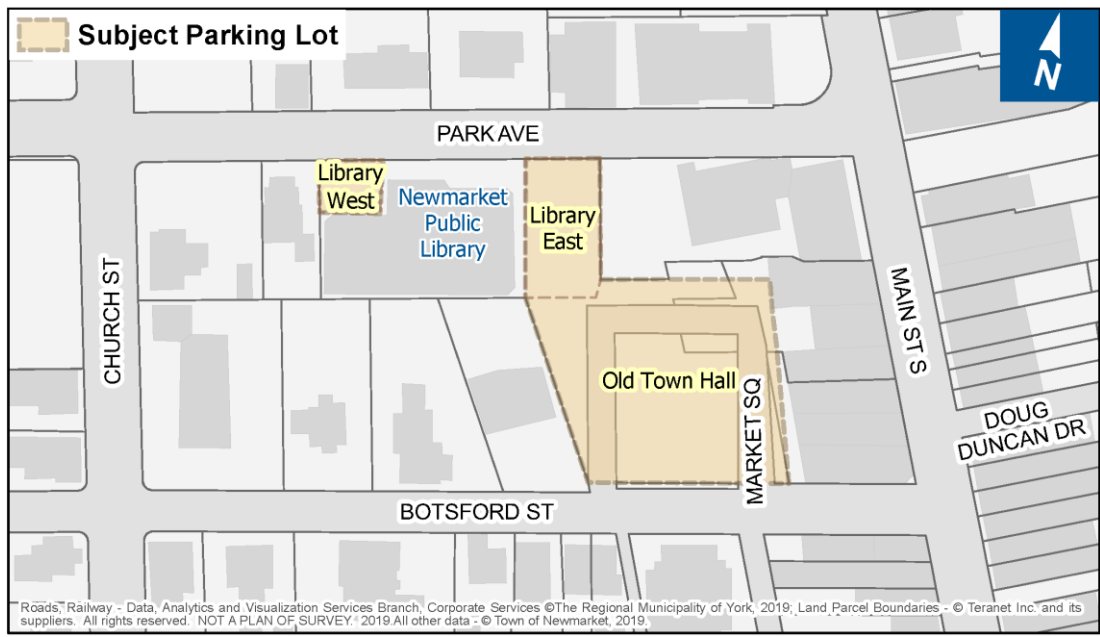 Subject Parking Lot
N
PARK AVE
Library
West
Newmarket
Public
Library
Library
East
CHURCH ST
MAIN ST S
Old Town Hall
MARKET SQ
DOUG
DUNCAN DR
BOTSFORD ST
Roads, Railway - Data, Analytics and Visualization Services Branch, Corporate Services ©The Regional Municipality of York, 2019; Land Parcel Boundaries - © Teranet Inc. and its
suppliers. All rights reserved. NOT A PLAN OF SURVEY. 2019.All other data - © Town of Newmarket, 2019.